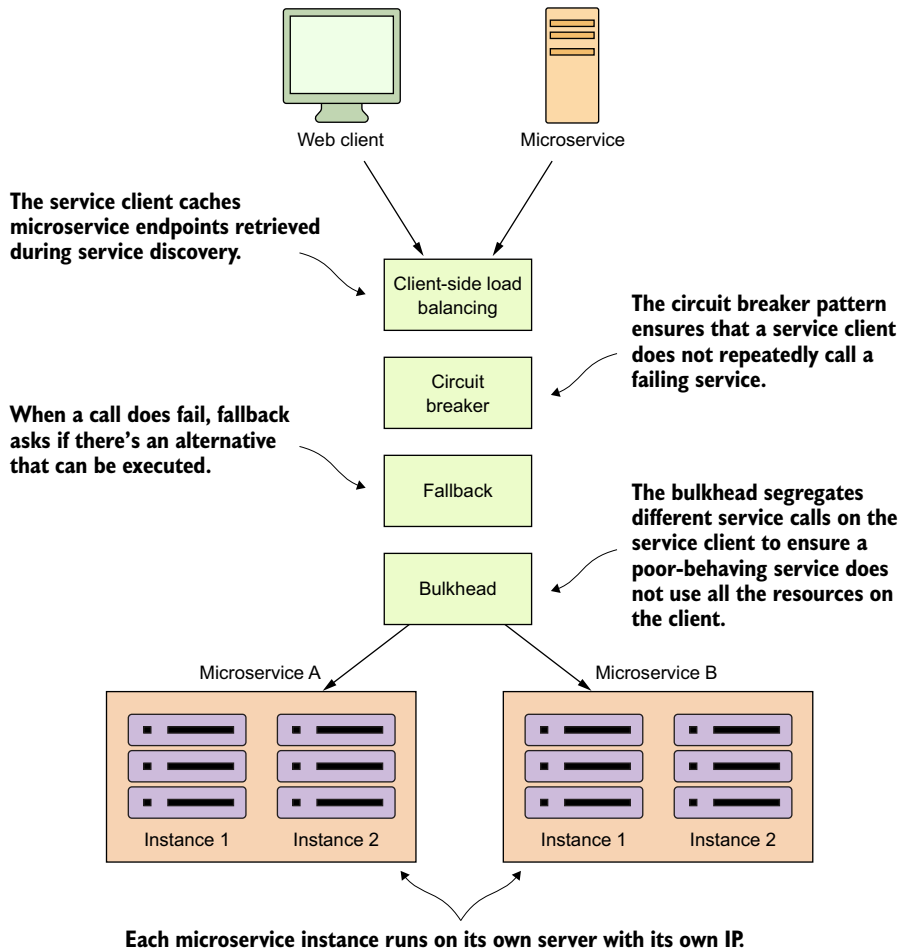 Web client
Microservice
The service client caches
microservice endpoints retrieved
during service discovery.
Client-side load
balancing
The circuit breaker pattern
ensures that a service client
does not repeatedly call a
failing service.
Circuit
breaker
When a call does fail, fallback
asks if there’s an alternative
that can be executed.
Fallback
The bulkhead segregates
different service calls on the
service client to ensure a
poor-behaving service does
not use all the resources on
the client.
Bulkhead
Microservice A
Microservice B
Instance 1
Instance 2
Instance 1
Instance 2
Each microservice instance runs on its own server with its own IP.